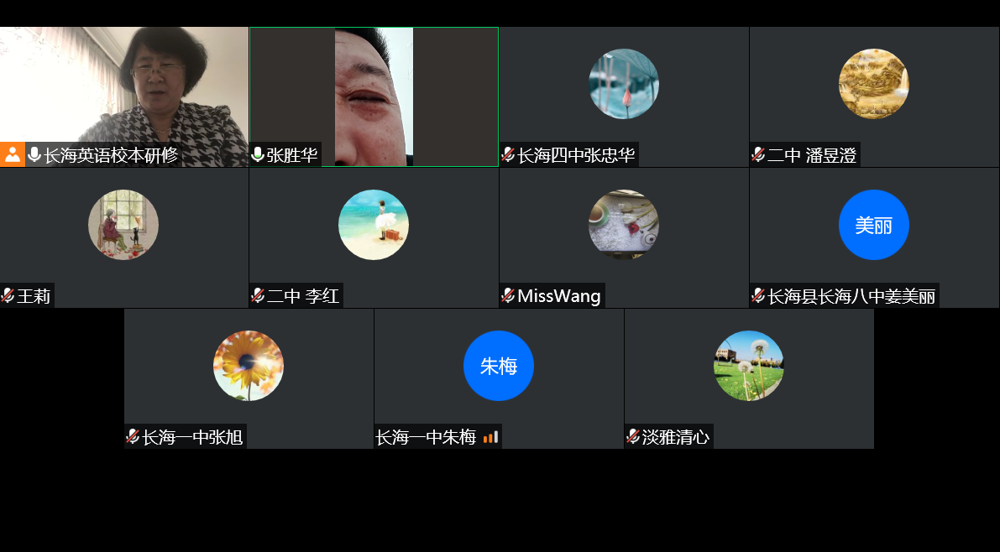 长海英语校本研修
张胜华
长海四中张忠华
二中 潘昱澄
王莉
二中 李红
MissWang
美丽
长海县长海八中姜美丽
长海一中张旭
朱梅
长海一中朱梅
淡雅清心